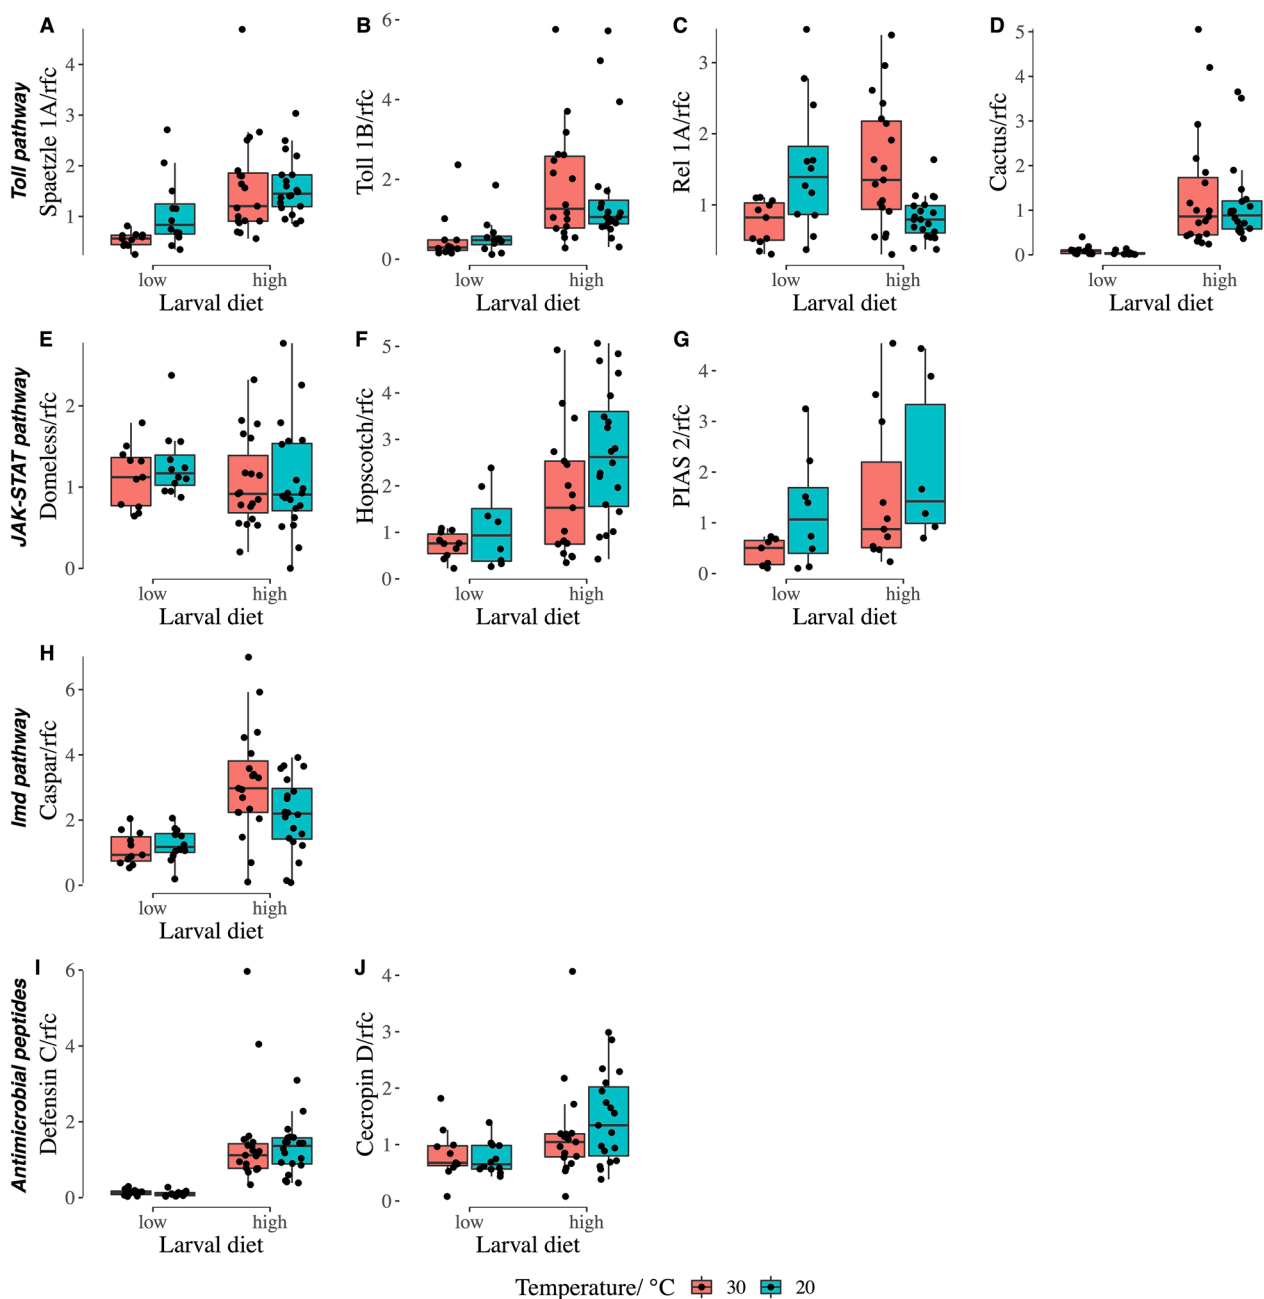 A
B
C
D
Toll pathway
Spaetzle 1A/rfc
4
3
2
1
low
high
Larval diet
Toll 1B/rfc
6
4
2
0
low
high
Larval diet
Rel 1A/rfc
3
2
1
low
high
Larval diet
Cactus/rfc
5
4
3
2
1
0
low
high
Larval diet
E
F
G
JAK-STAT pathway
Domeless/rfc
2
1
0
low
high
Larval diet
Hopscotch/rfc
5
4
3
2
1
0
low
high
Larval diet
PIAS 2/rfc
4
3
2
1
0
low
high
Larval diet
H
Imd pathway
Caspar/rfc
6
4
2
0
low
high
Larval diet
I
J
Antimicrobial peptides
Defensin C/rfc
6
4
2
0
low
high
Larval diet
Cecropin D/rfc
4
3
2
1
0
low
high
Larval diet
Temperature/ °C 30 20